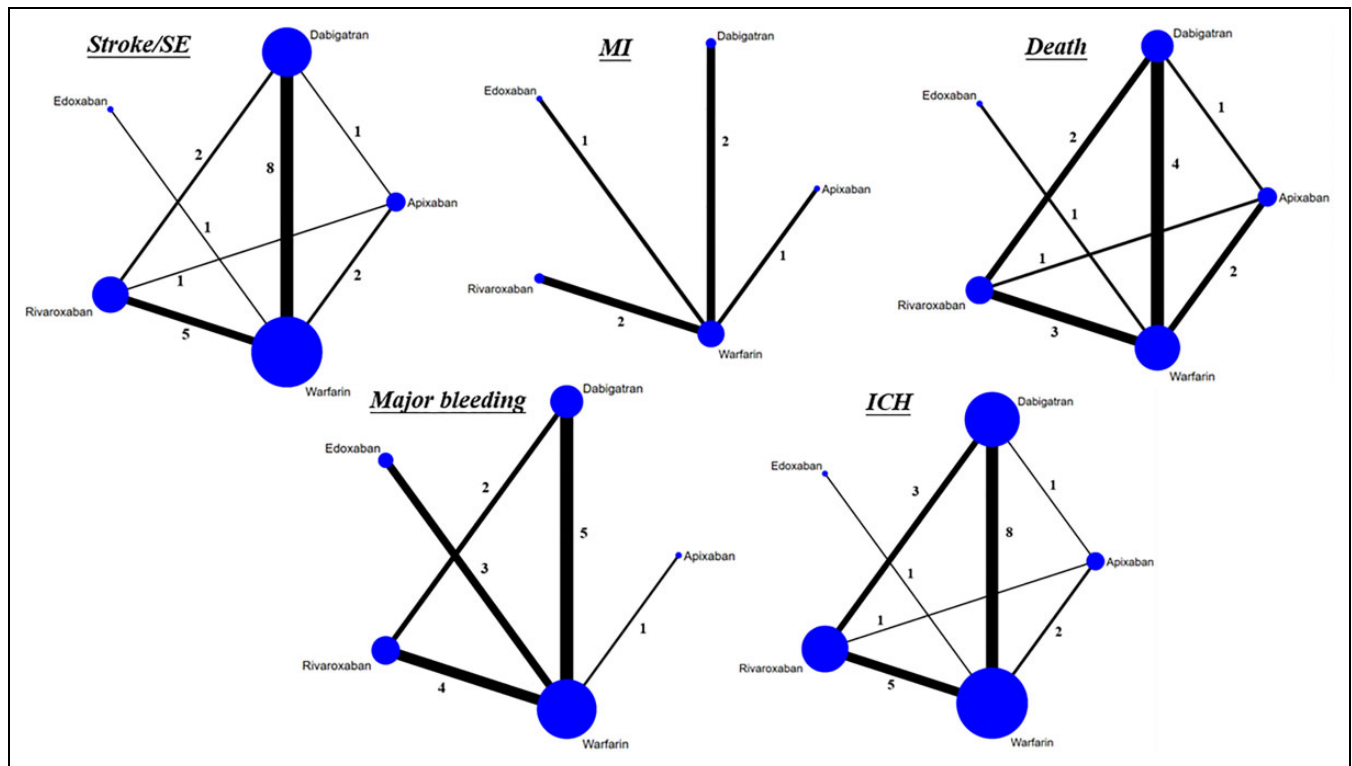 Stroke/SE
Dabigatran
Edoxaban
1
2
8
Apixaban
1
2
1
Rivaroxaban
5
Warfarin
MI
Dabigatran
Edoxaban
1
2
Apixaban
1
Rivaroxaban
2
Warfarin
Death
Dabigatran
Edoxaban
1
2
4
Apixaban
1
1
2
Rivaroxaban
3
Warfarin
Major bleeding
Dabigatran
Edoxaban
2
5
Apixaban
3
1
Rivaroxaban
4
Warfarin
ICH
Dabigatran
Edoxaban
3
1
8
Apixaban
1
1
2
Rivaroxaban
5
Warfarin